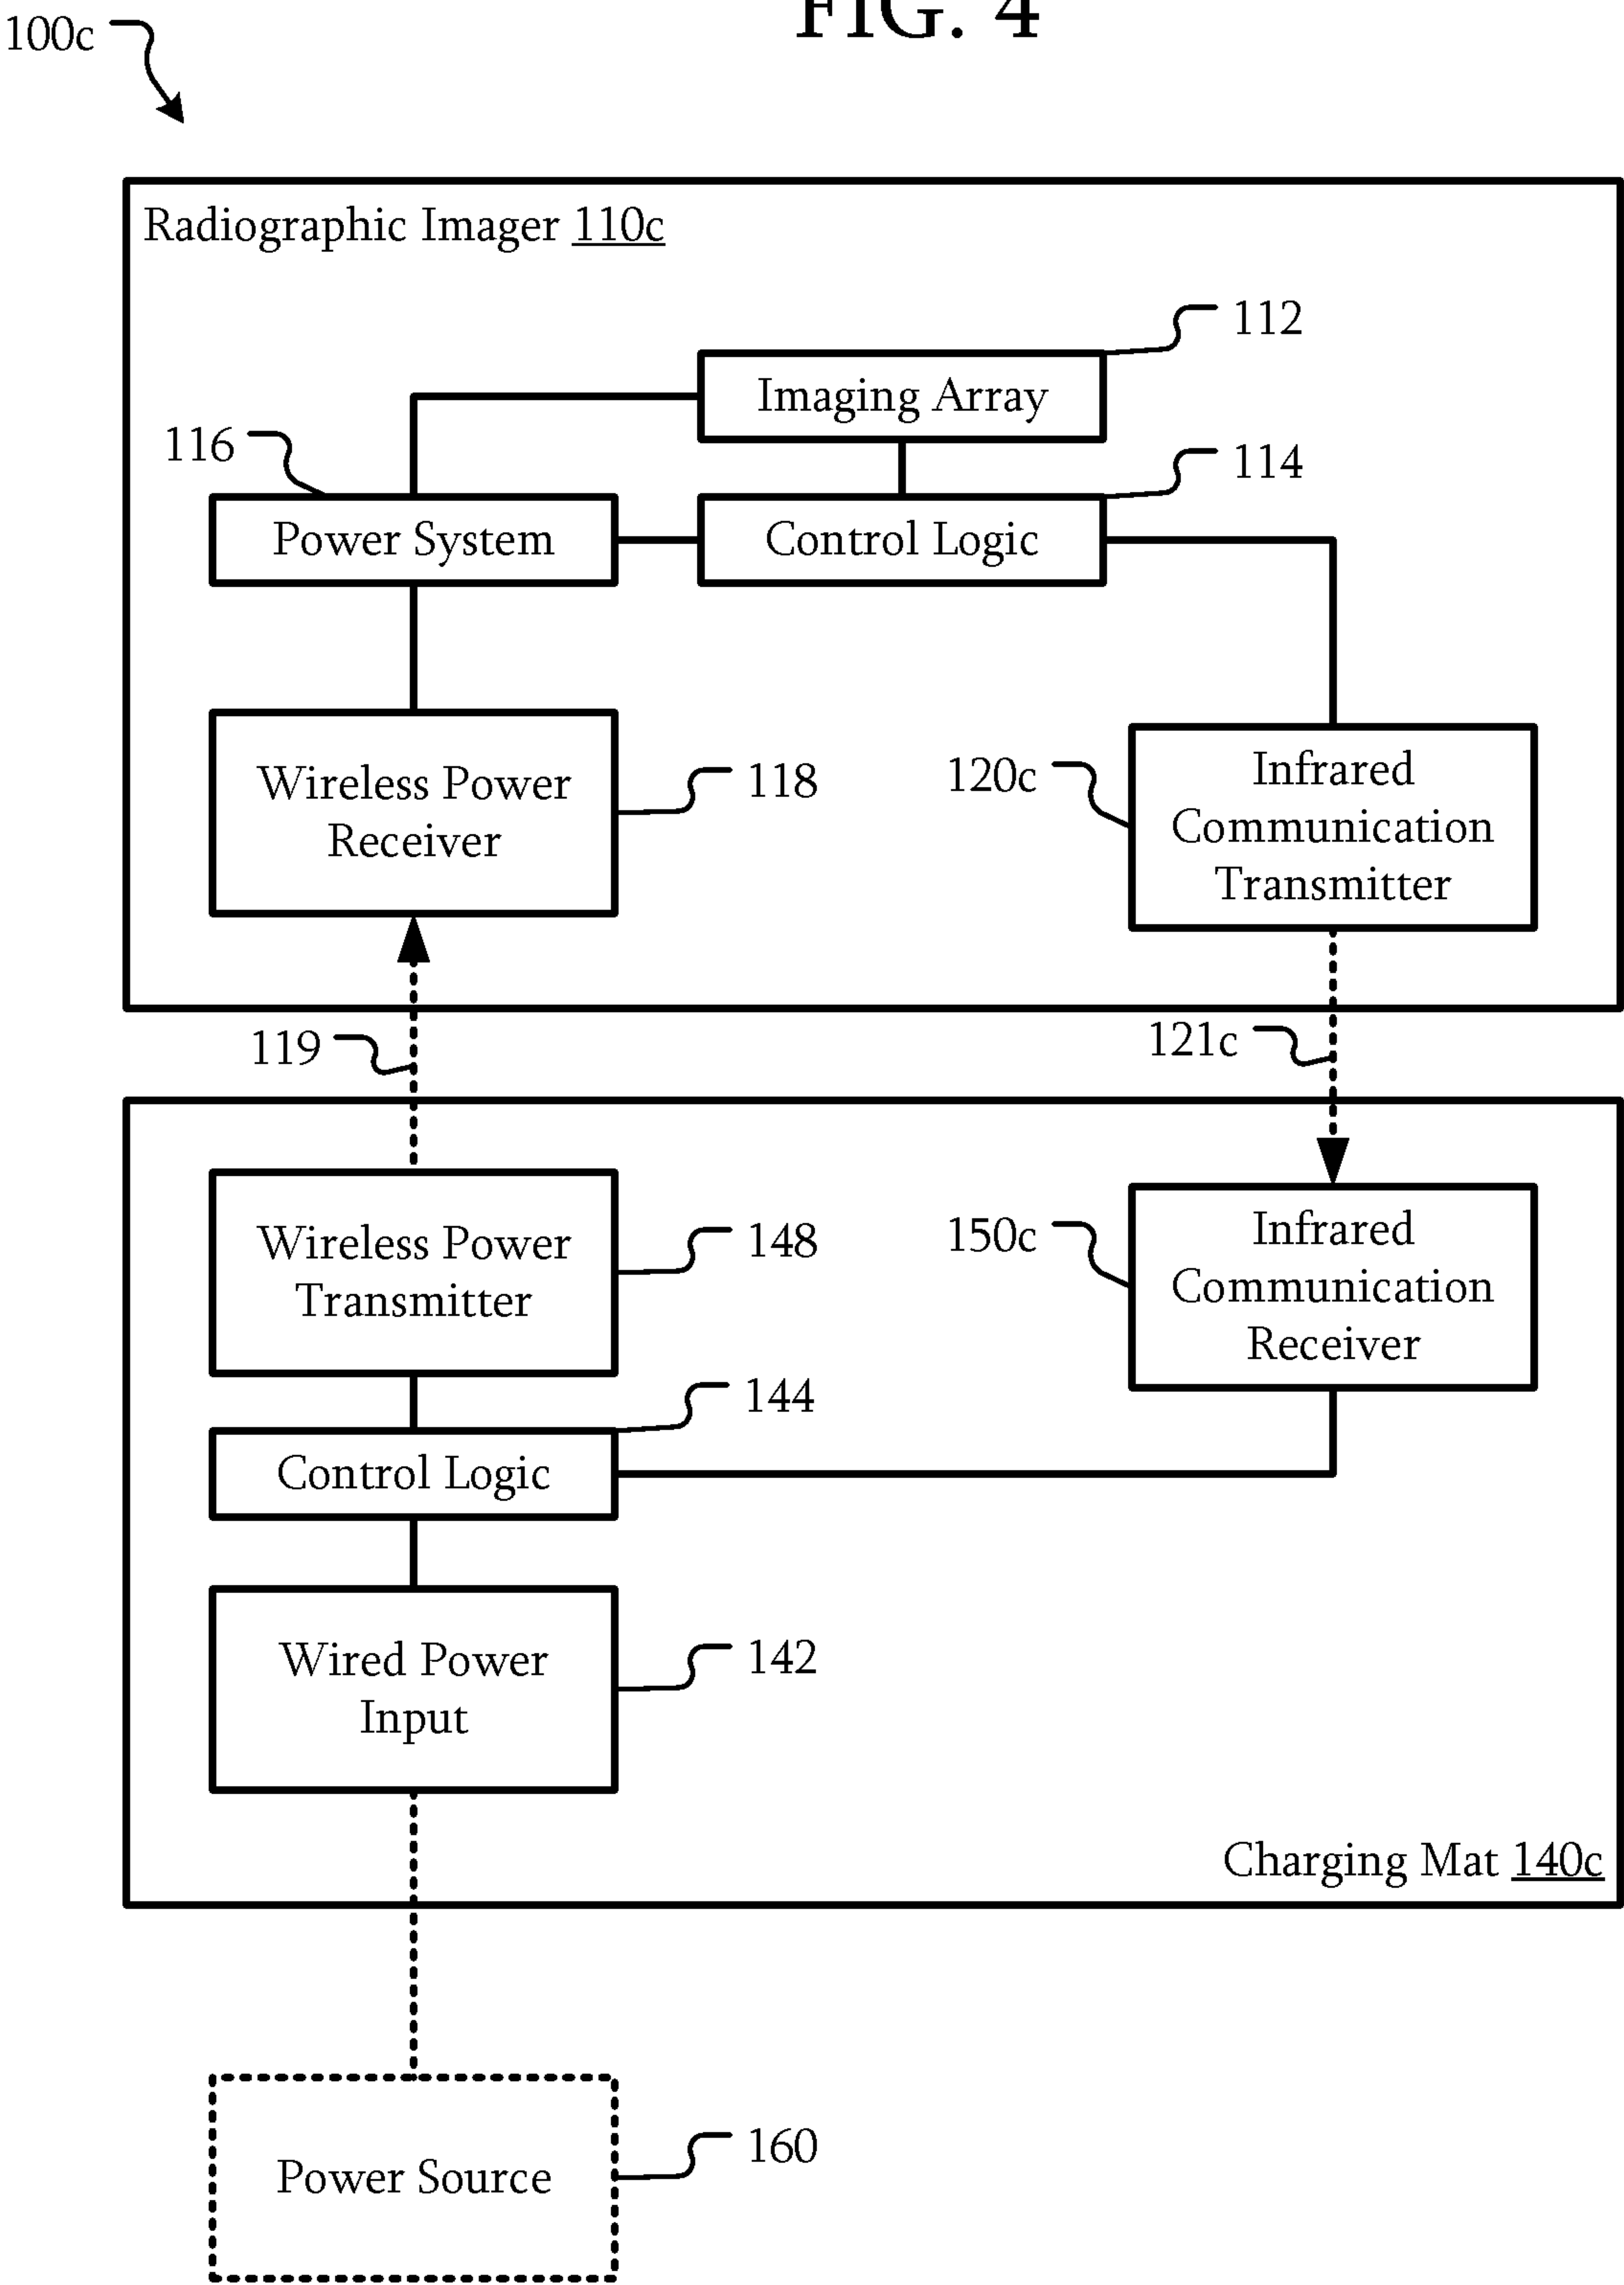 FIG. 4
100c
Radiographic Imager 110c
112
Imaging Array
116
114
Power System
Control Logic
Wireless Power
Receiver
118
120c
Infrared
Communication
Transmitter
119
121c
Wireless Power
Transmitter
148
150c
Infrared
Communication
Receiver
144
Control Logic
Wired Power
Input
142
Charging Mat 140c
Power Source
160